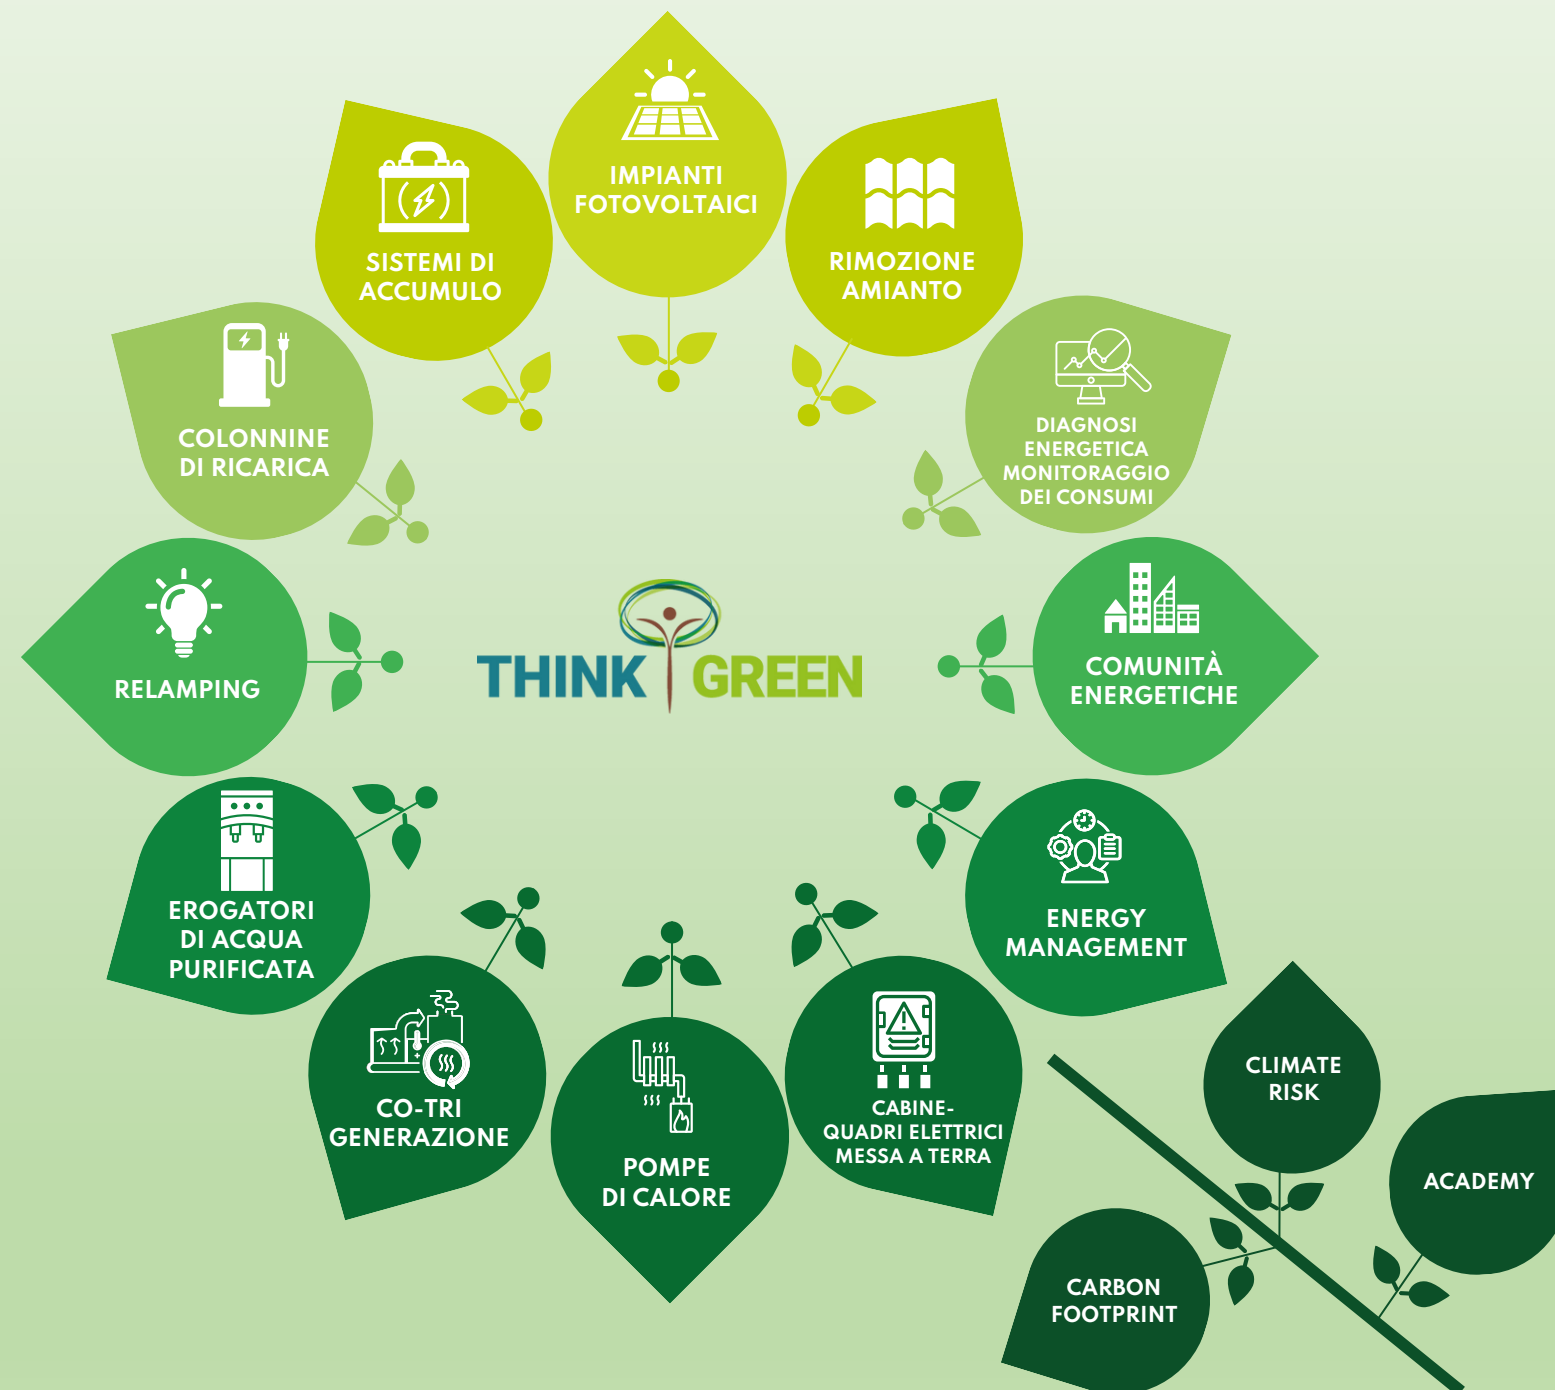 IMPIANTI
FOTOVOLTAICI
SISTEMI DI
ACCUMULO
RIMOZIONE
AMIANTO
COLONNINE
DI RICARICA
DIAGNOSI
ENERGETICA
MONITORAGGIO
DEI CONSUMI
RELAMPING
THINK GREEN
COMUNITÀ
ENERGETICHE
EROGATORI
DI ACQUA
PURIFICATA
ENERGY
MANAGEMENT
CO-TRI
GENERAZIONE
POMPE
DI CALORE
CABINE-
QUADRI ELETTRICI
MESSA A TERRA
CLIMATE
RISK
ACADEMY
CARBON
FOOTPRINT